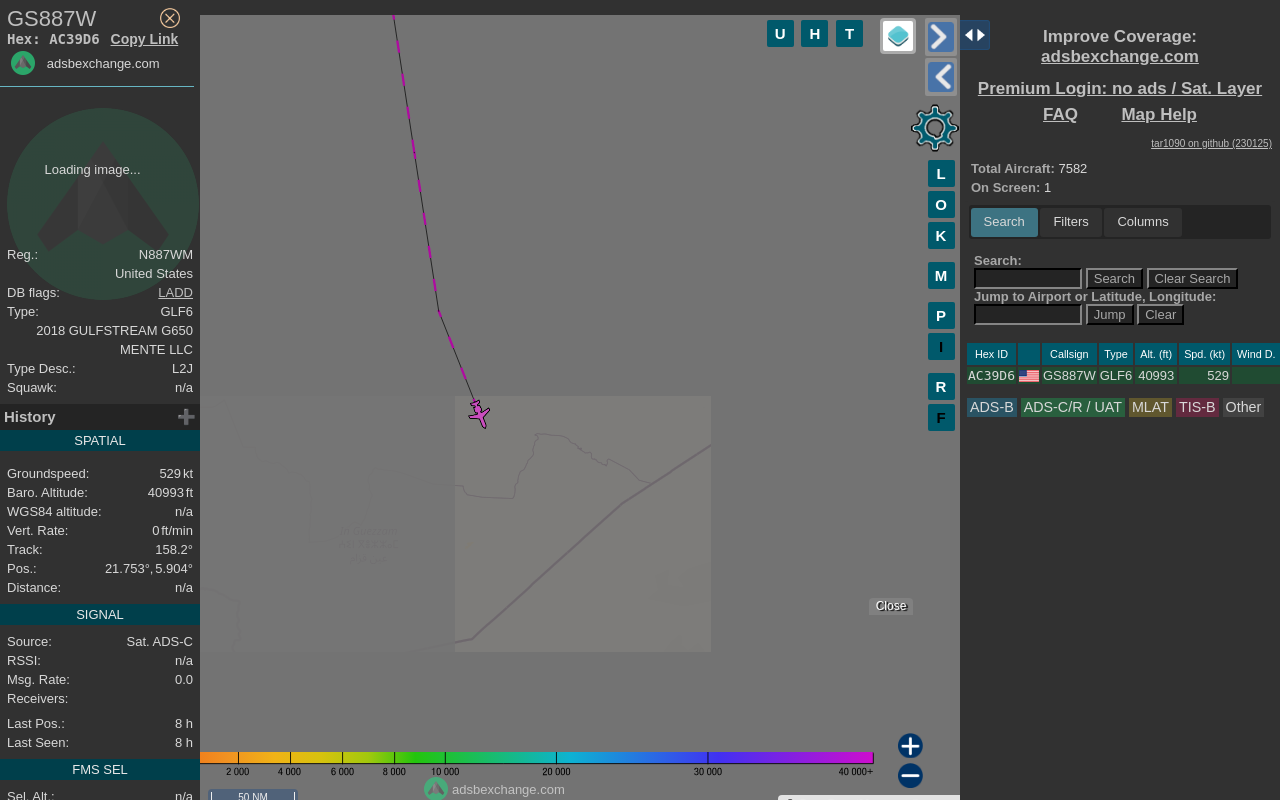 GS887W
Hex: AC39D6 Copy Link
adsbexchange.com
Loading image...
Reg.: N887WM
United States
DB flags: LADD
Type: GLF6
2018 GULFSTREAM G650
MENTE LLC
Type Desc.: L2J
Squawk: n/a
History
SPATIAL
Groundspeed: 529 kt
Baro. Altitude: 40993 ft
WGS84 altitude: n/a
Vert. Rate: 0 ft/min
Track: 158.2°
Pos.: 21.753°, 5.904°
Distance: n/a
SIGNAL
Source: Sat. ADS-C
RSSI: n/a
Msg. Rate: 0.0
Receivers:
Last Pos.: 8 h
Last Seen: 8 h
FMS SEL
Sel. Alt.: n/a
U H T
L
O
K
M
P
I
R
F
Close
2 000 4 000 6 000 8 000 10 000 20 000 30 000 40 000+
adsbexchange.com
50 NM
Improve Coverage:
adsbexchange.com
Premium Login: no ads / Sat. Layer
FAQ Map Help
tar1090 on github (230125)
Total Aircraft: 7582
On Screen: 1
Search Filters Columns
Search:
Search Clear Search
Jump to Airport or Latitude, Longitude:
Jump Clear
Hex ID Callsign Type Alt. (ft) Spd. (kt) Wind D.
AC39D6 GS887W GLF6 40993 529
ADS-B ADS-C/R / UAT MLAT TIS-B Other